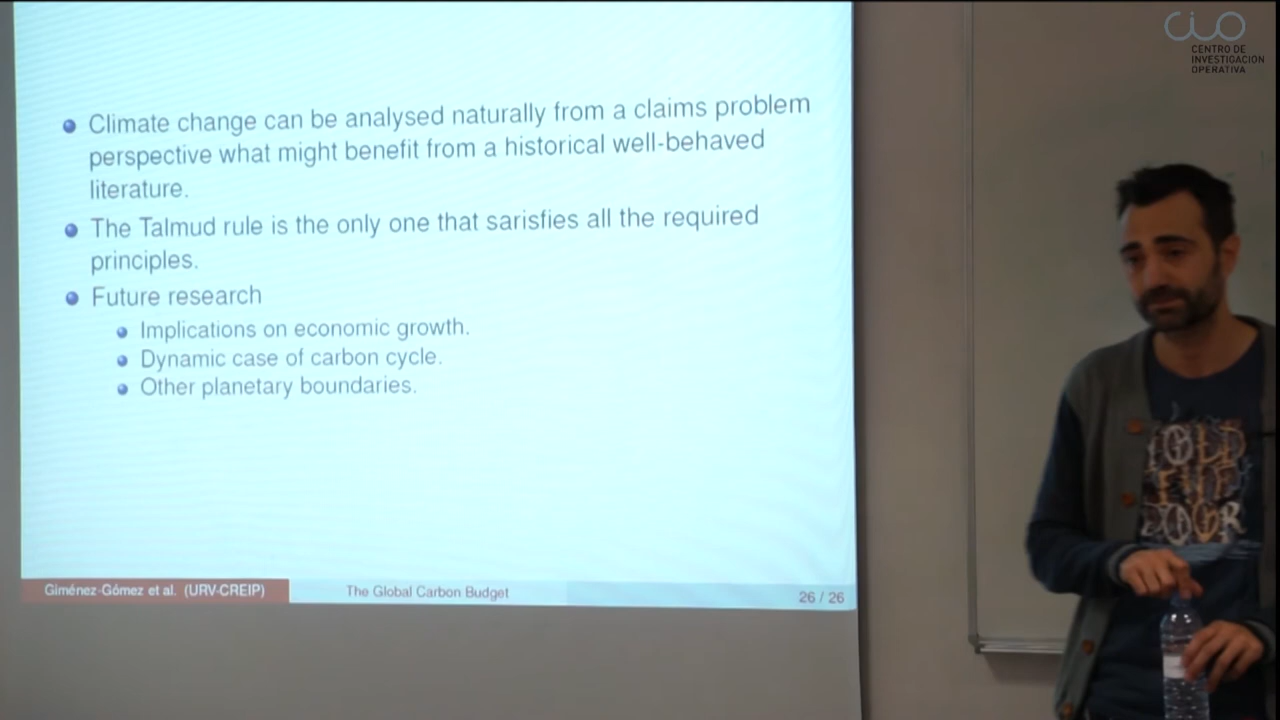 CENTRO DE
INVESTIGACIÓN
OPERATIVA
Climate change can be analysed naturally from a claims problem
perspective what might benefit from a historical well-behaved
literature.
The Talmud rule is the only one that sarisfies all the required
principles.
Future research
Implications on economic growth.
Dynamic case of carbon cycle.
Other planetary boundaries.
Giménez-Gómez et al. (URV-CREIP)
The Global Carbon Budget
26 / 26